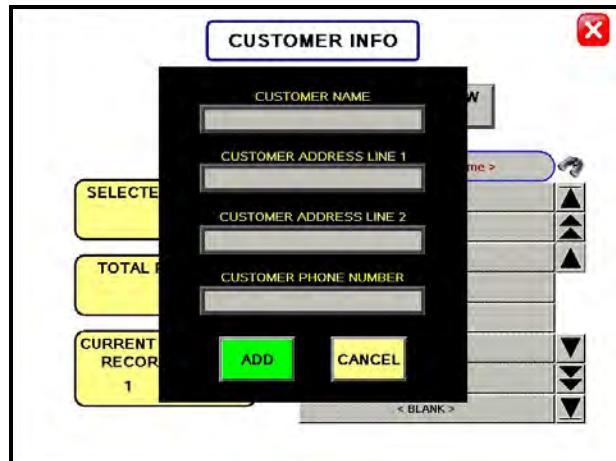 CUSTOMER INFO
W
CUSTOMER NAME
CUSTOMER ADDRESS LINE 1
me >
SELECTE
CUSTOMER ADDRESS LINE 2
TOTAL
CUSTOMER PHONE NUMBER
CURRENT
RECOR
1
ADD
CANCEL
< BLANK >